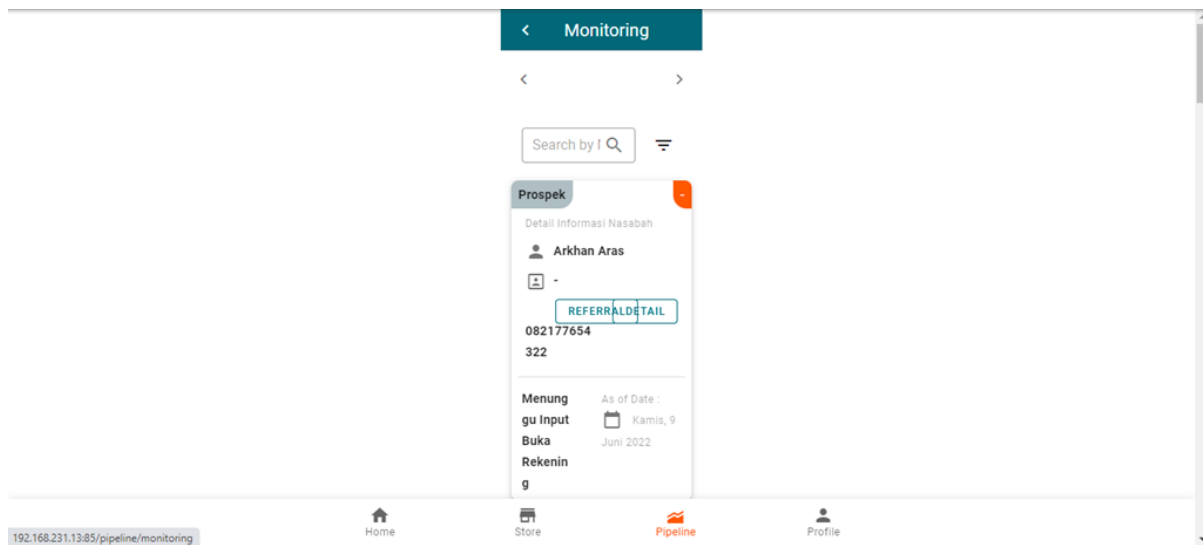 Monitoring
Search by
Prospek
-
Detail Informasi Nasabah
Arkhan Aras
-
REFERRAL DETAIL
082177654
322
Menung
gu Input
Buka
Rekenin
g
As of Date :
Kamis, 9
Juni 2022
Home
Store
Pipeline
Profile
192.168.231.13:85/pipeline/monitoring